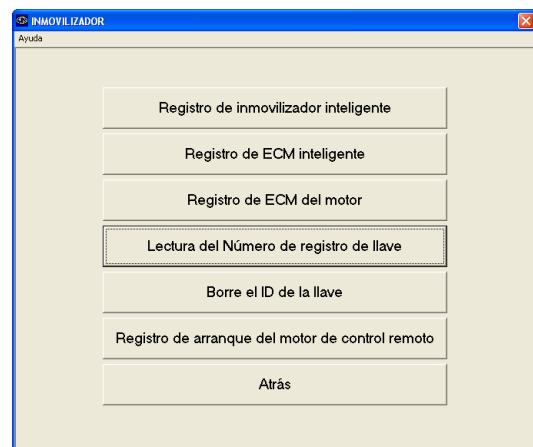 INMOVILIZADOR
Ayuda
Registro de inmovilizador inteligente
Registro de ECM inteligente
Registro de ECM del motor
Lectura del Número de registro de llave
Borre el ID de la llave
Registro de arranque del motor de control remoto
Atrás